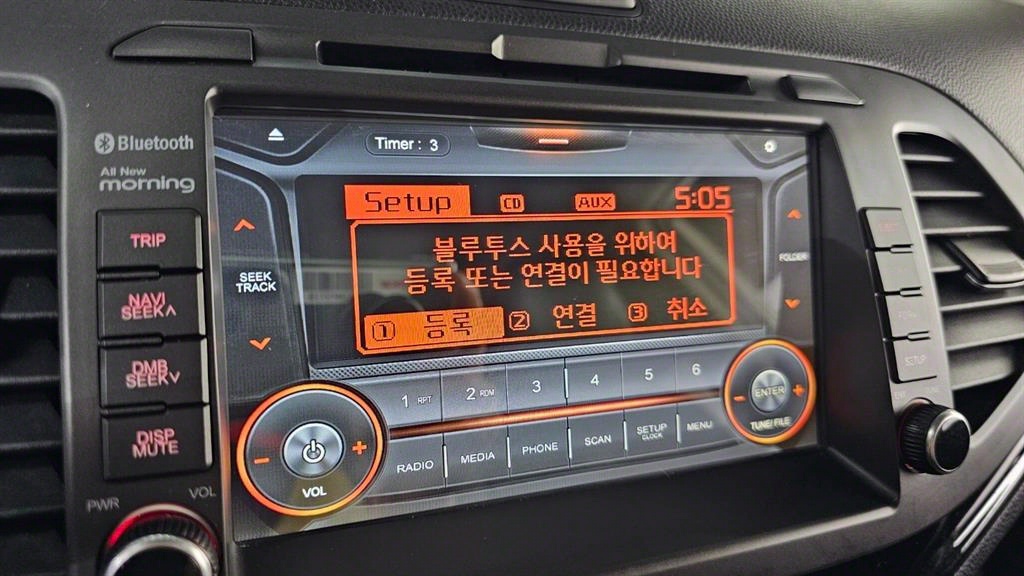 Bluetooth
All New
morning
TRIP
NAVI
SEEK∧
DMB
SEEK∨
DISP
MUTE
PWR
VOL
Timer : 3
Setup CD AUX 5:05
블루투스 사용을 위하여
등록 또는 연결이 필요합니다
1 등록 2 연결 3 취소
SEEK
TRACK
FOLDER
1 RPT 2 RDM 3 4 5 6
RADIO MEDIA PHONE SCAN SETUP MENU
CLOCK
− + VOL
− ENTER +
TUNE/FILE
SETUP